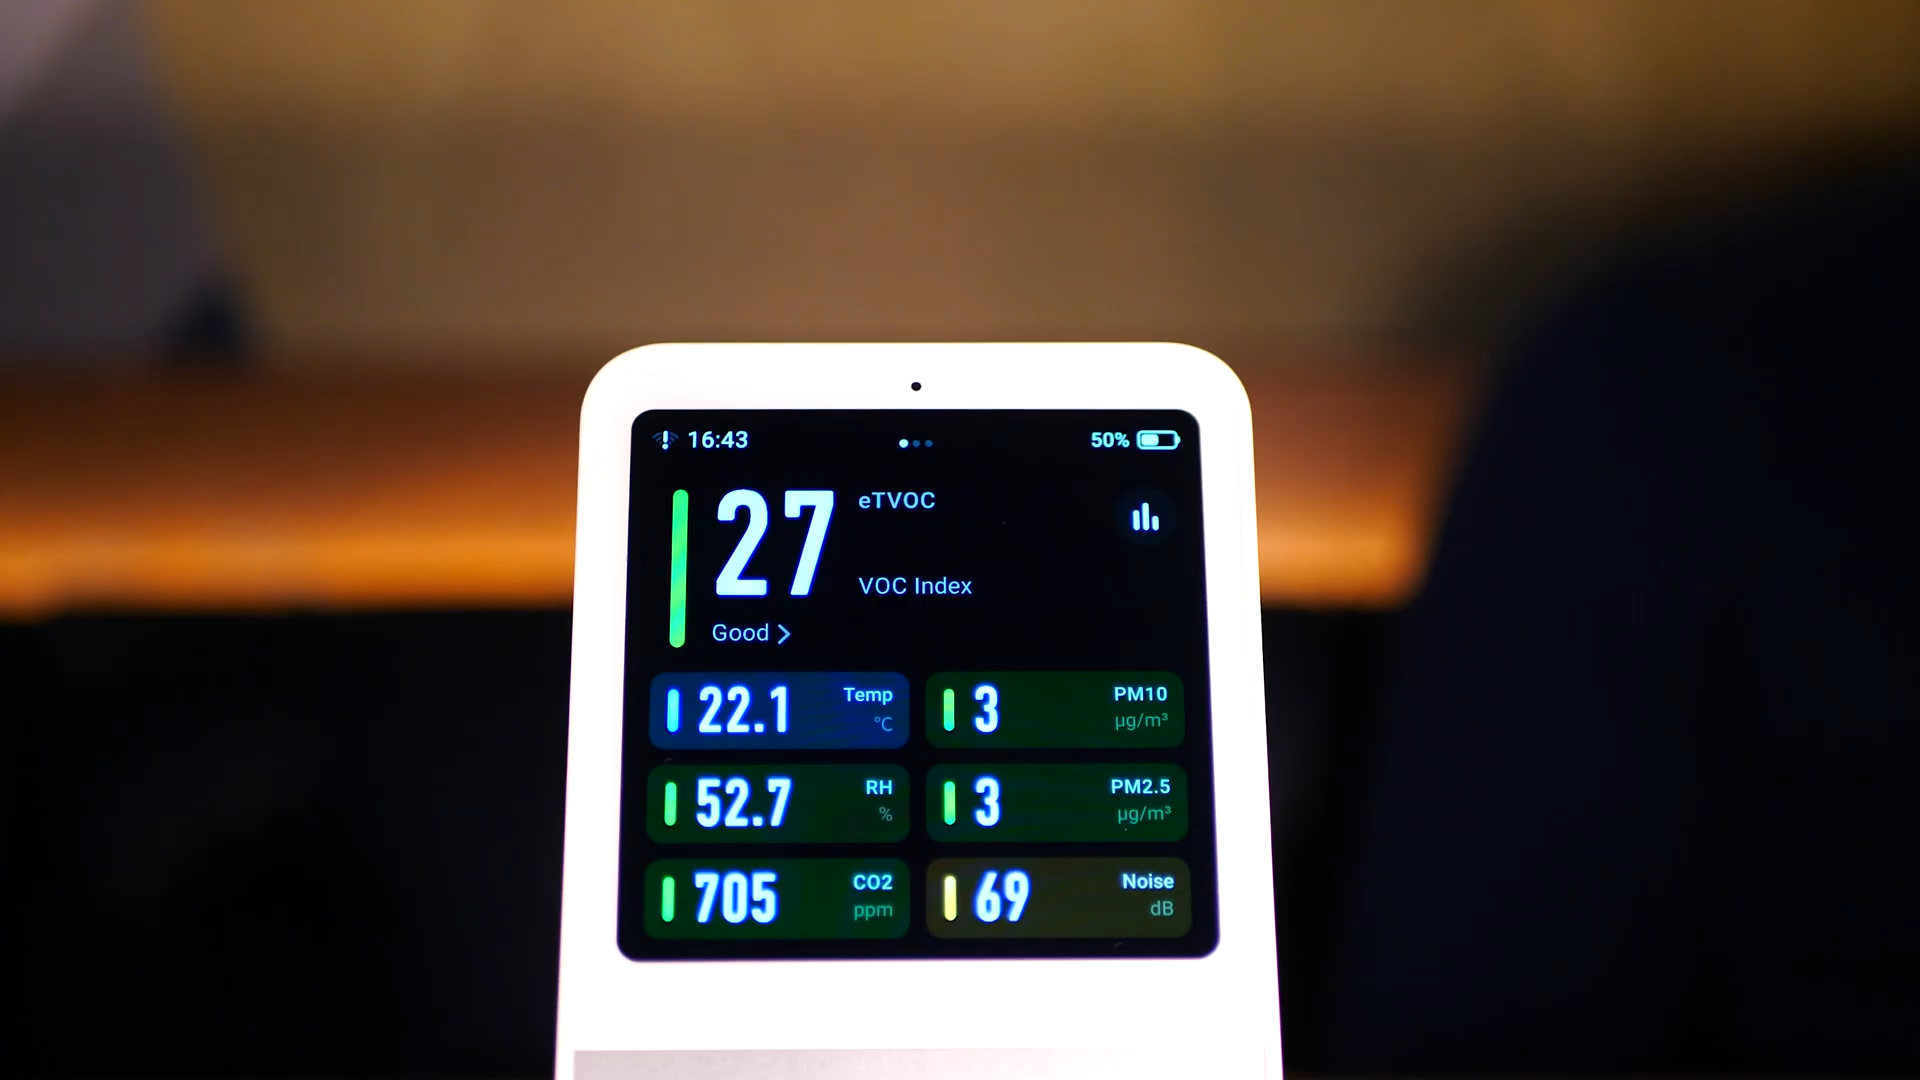 16:43
50%
27 eTVOC
VOC Index
Good
22.1 Temp °C
3 PM10 µg/m³
52.7 RH %
3 PM2.5 µg/m³
705 CO2 ppm
69 Noise dB